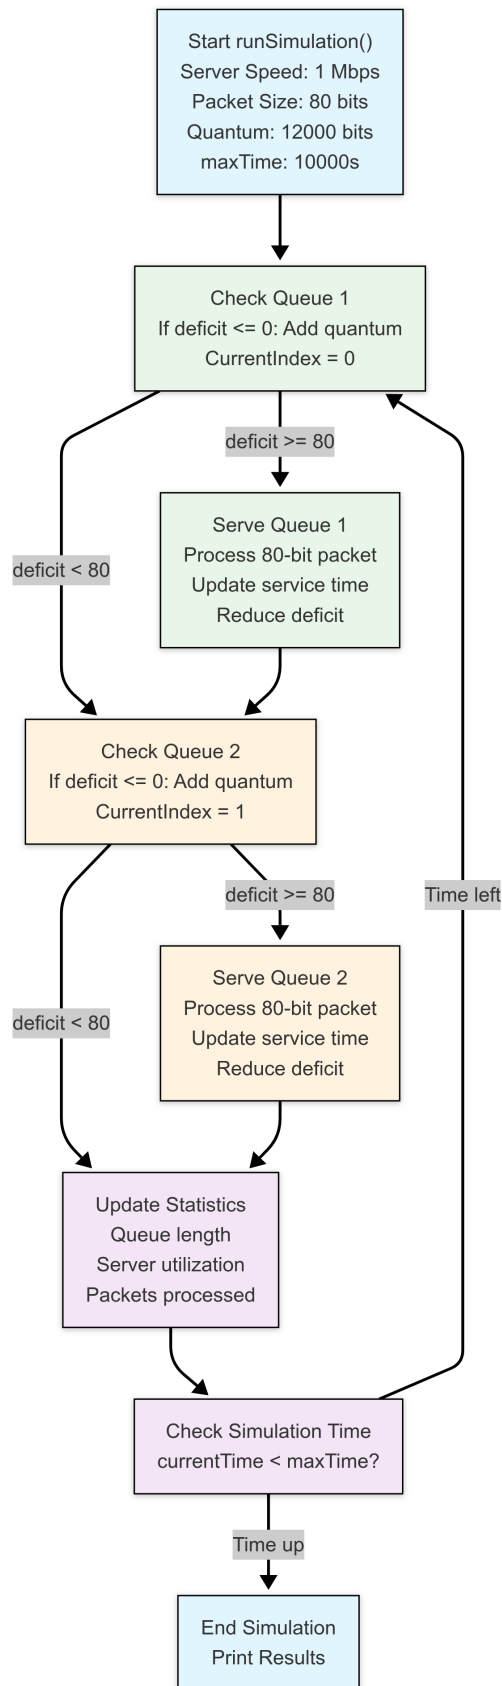 Start runSimulation()
Server Speed: 1 Mbps
Packet Size: 80 bits
Quantum: 12000 bits
maxTime: 10000s
Check Queue 1
If deficit <= 0: Add quantum
CurrentIndex = 0
deficit >= 80
Serve Queue 1
Process 80-bit packet
Update service time
Reduce deficit
deficit < 80
Check Queue 2
If deficit <= 0: Add quantum
CurrentIndex = 1
deficit >= 80
Time left
Serve Queue 2
Process 80-bit packet
Update service time
Reduce deficit
deficit < 80
Update Statistics
Queue length
Server utilization
Packets processed
Check Simulation Time
currentTime < maxTime?
Time up
End Simulation
Print Results